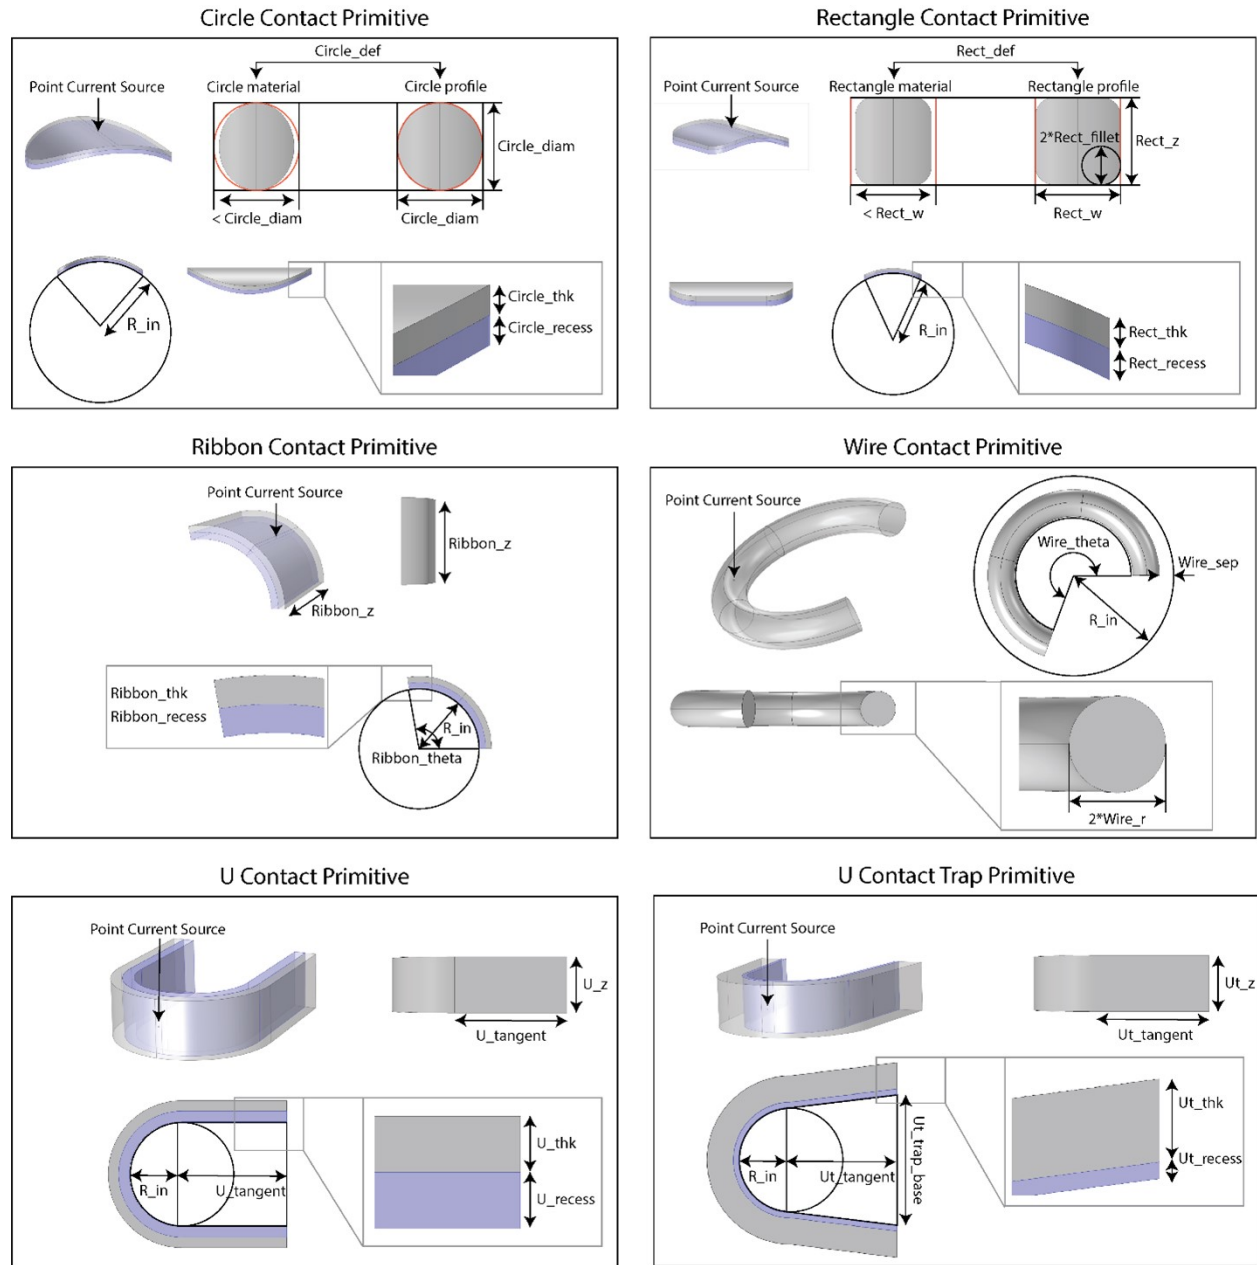 Circle Contact Primitive
Circle_def
Point Current Source
Circle material
Circle profile
Circle_diam
< Circle_diam
Circle_diam
R_in
Circle_thk
Circle_recess
Rectangle Contact Primitive
Rect_def
Point Current Source
Rectangle material
Rectangle profile
2*Rect_fillet
Rect_z
< Rect_w
Rect_w
R_in
Rect_thk
Rect_recess
Ribbon Contact Primitive
Point Current Source
Ribbon_z
Ribbon_z
Ribbon_thk
Ribbon_recess
R_in
Ribbon_theta
Wire Contact Primitive
Point Current Source
Wire_theta
Wire_sep
R_in
2*Wire_r
U Contact Primitive
Point Current Source
U_z
U_tangent
R_in
U_tangent
U_thk
U_recess
U Contact Trap Primitive
Point Current Source
Ut_z
Ut_tangent
R_in
Ut_tangent
Ut_trap_base
Ut_thk
Ut_recess